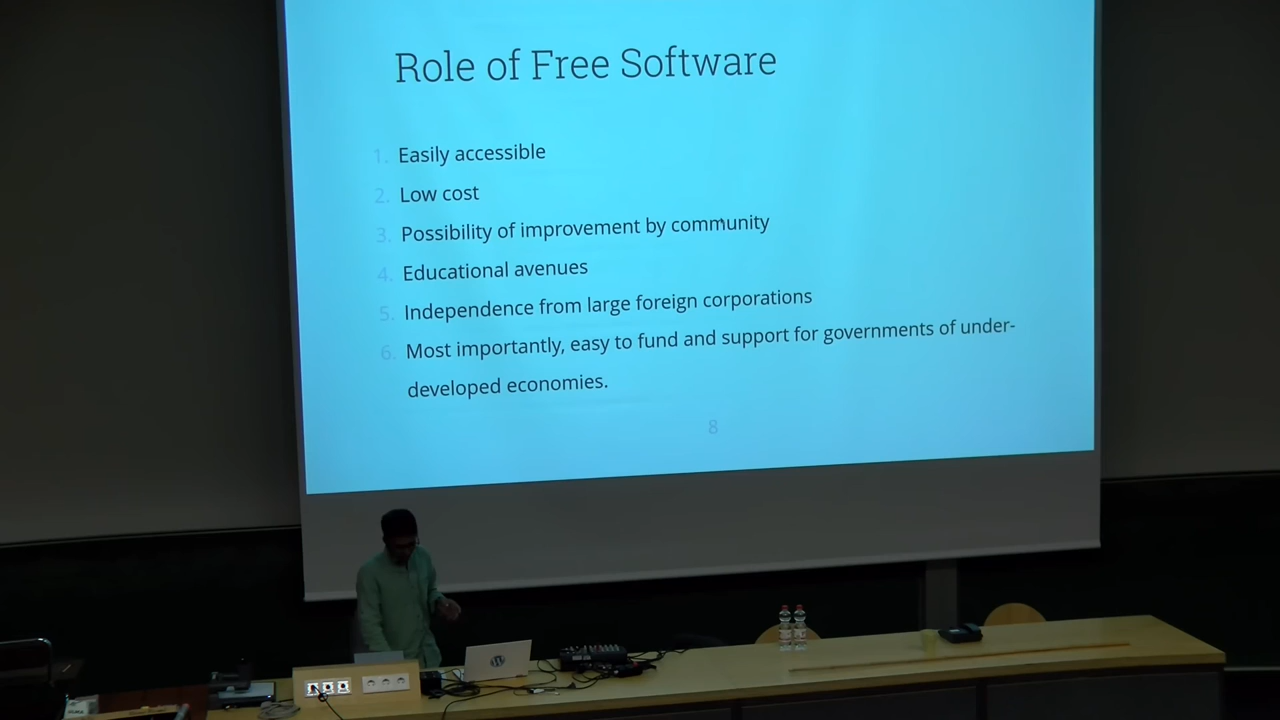 Role of Free Software
1. Easily accessible
2. Low cost
3. Possibility of improvement by community
4. Educational avenues
5. Independence from large foreign corporations
6. Most importantly, easy to fund and support for governments of under-
developed economies.
8